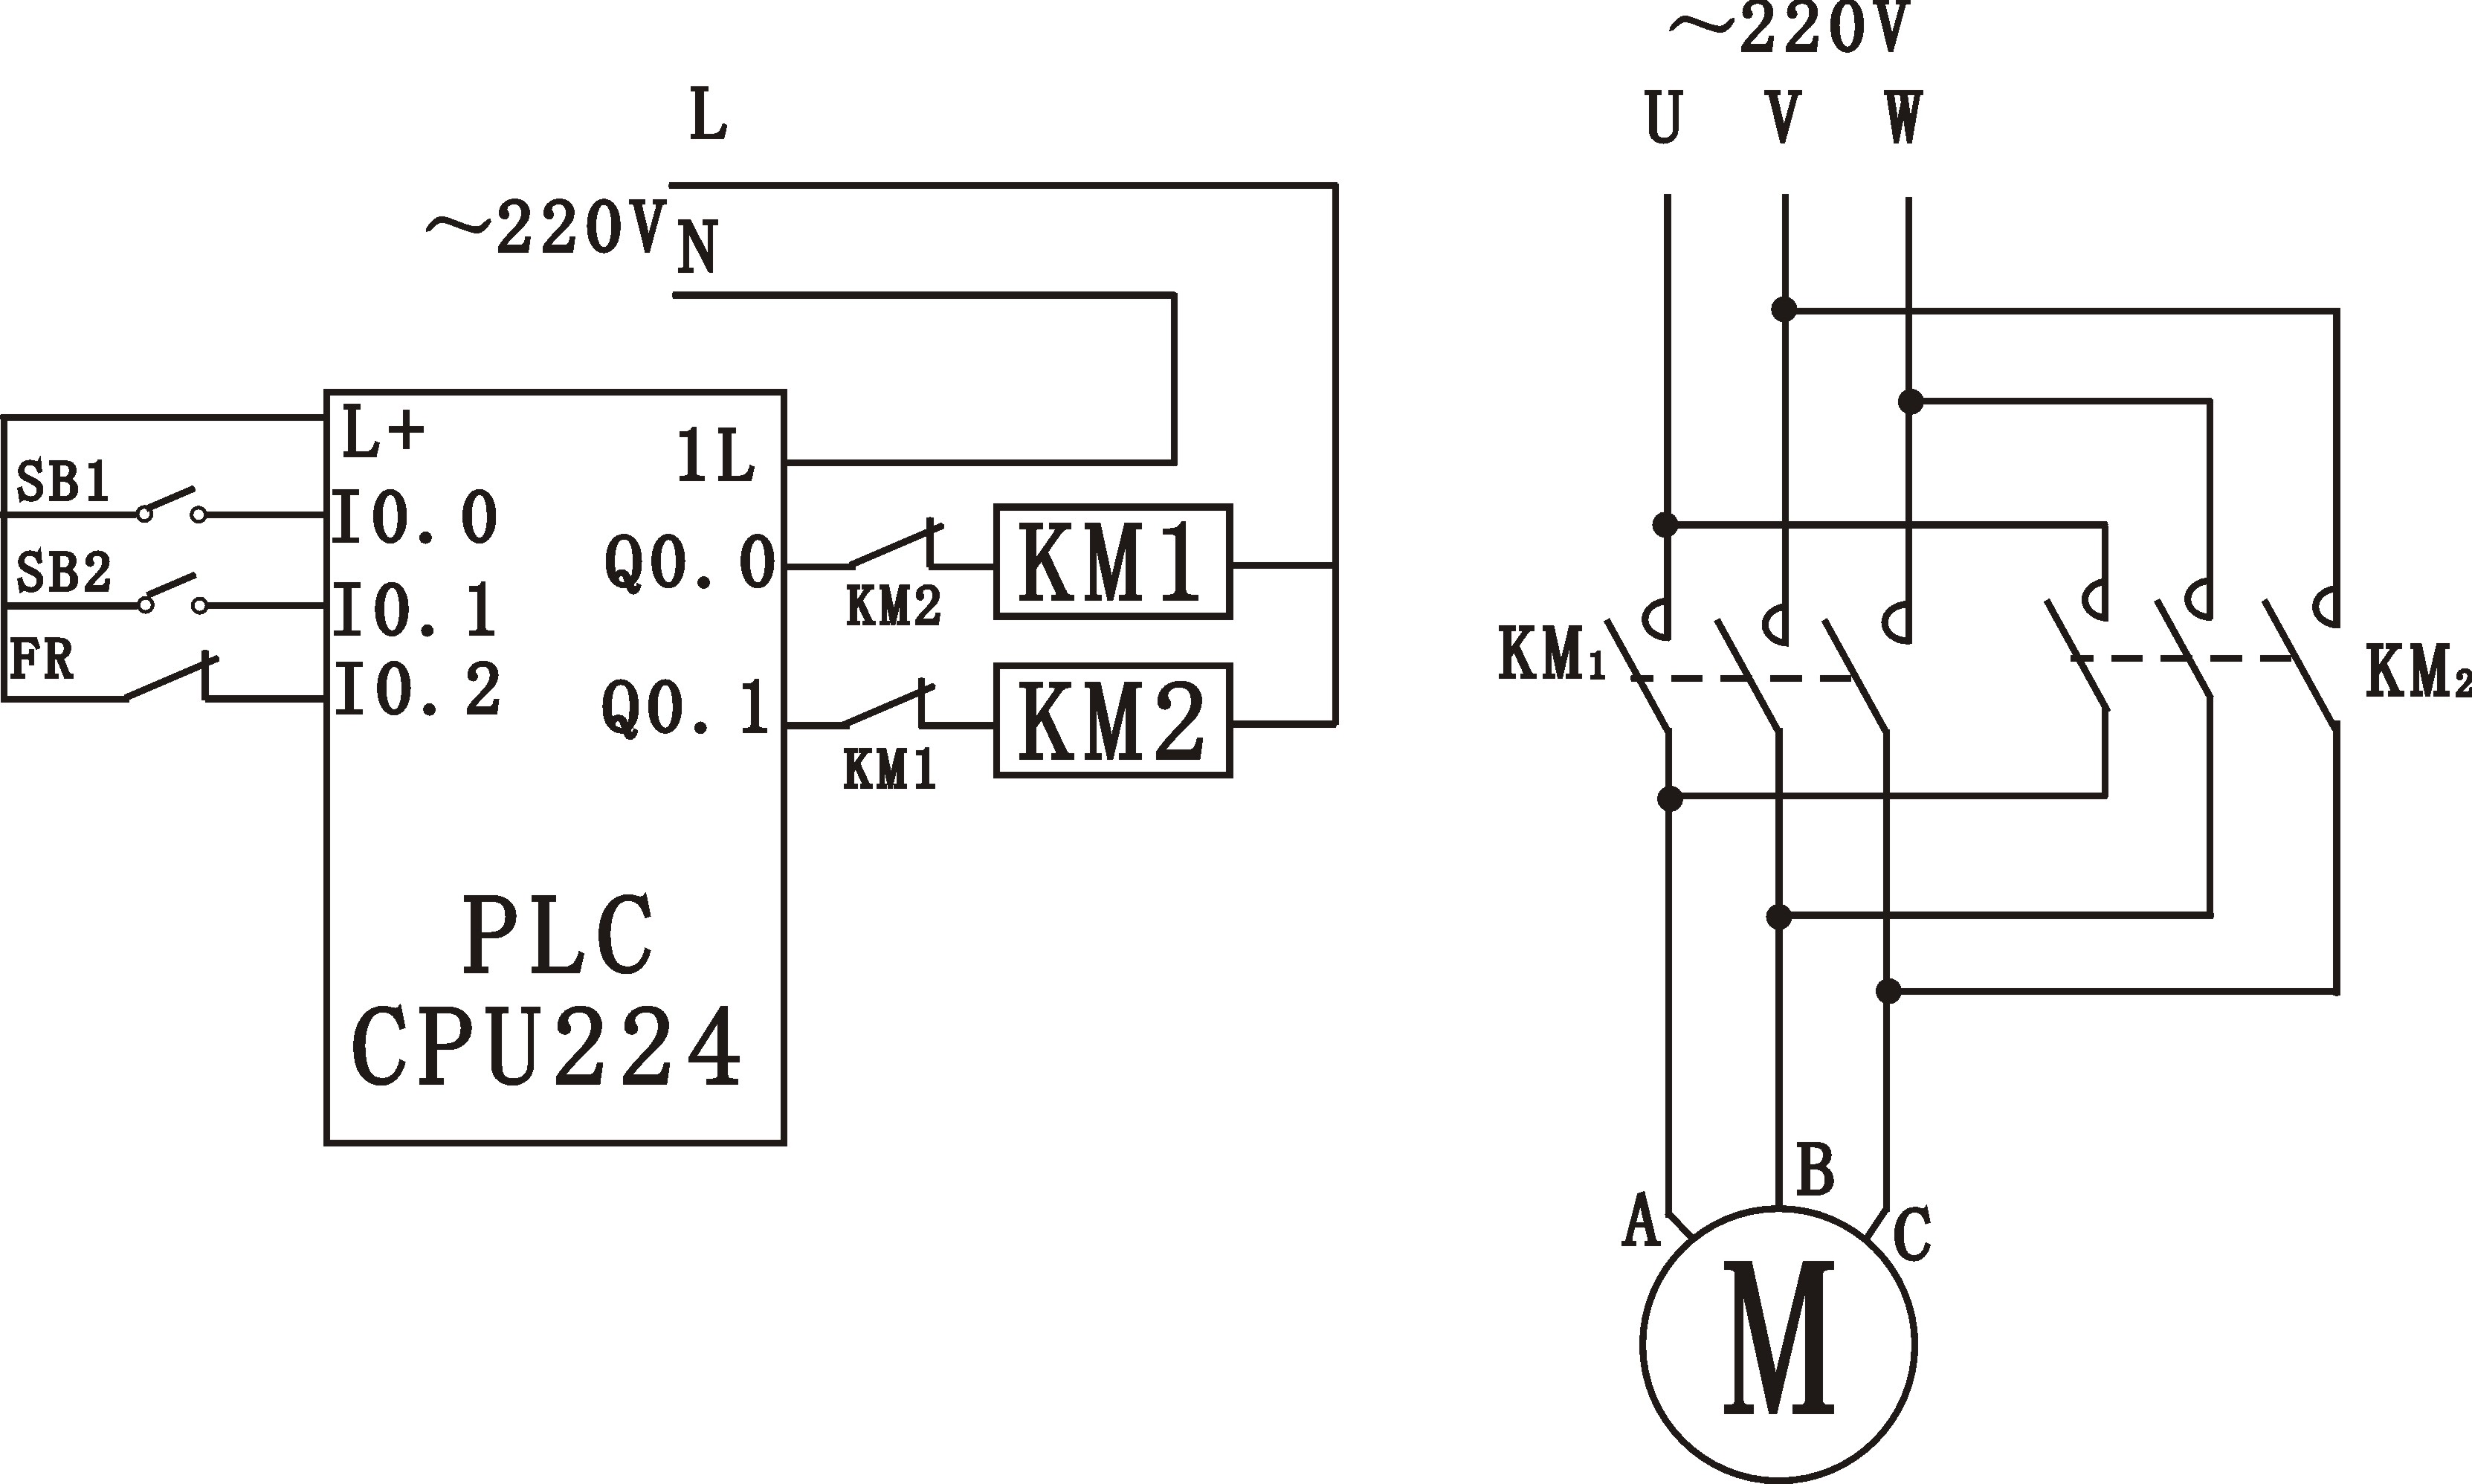 L
～220V
N
L+
1L
SB1
I0.0
Q0.0
KM2
KM1
SB2
I0.1
FR
I0.2
Q0.1
KM1
KM2
PLC
CPU224
～220V
U V W
KM1
KM2
A
B
C
M